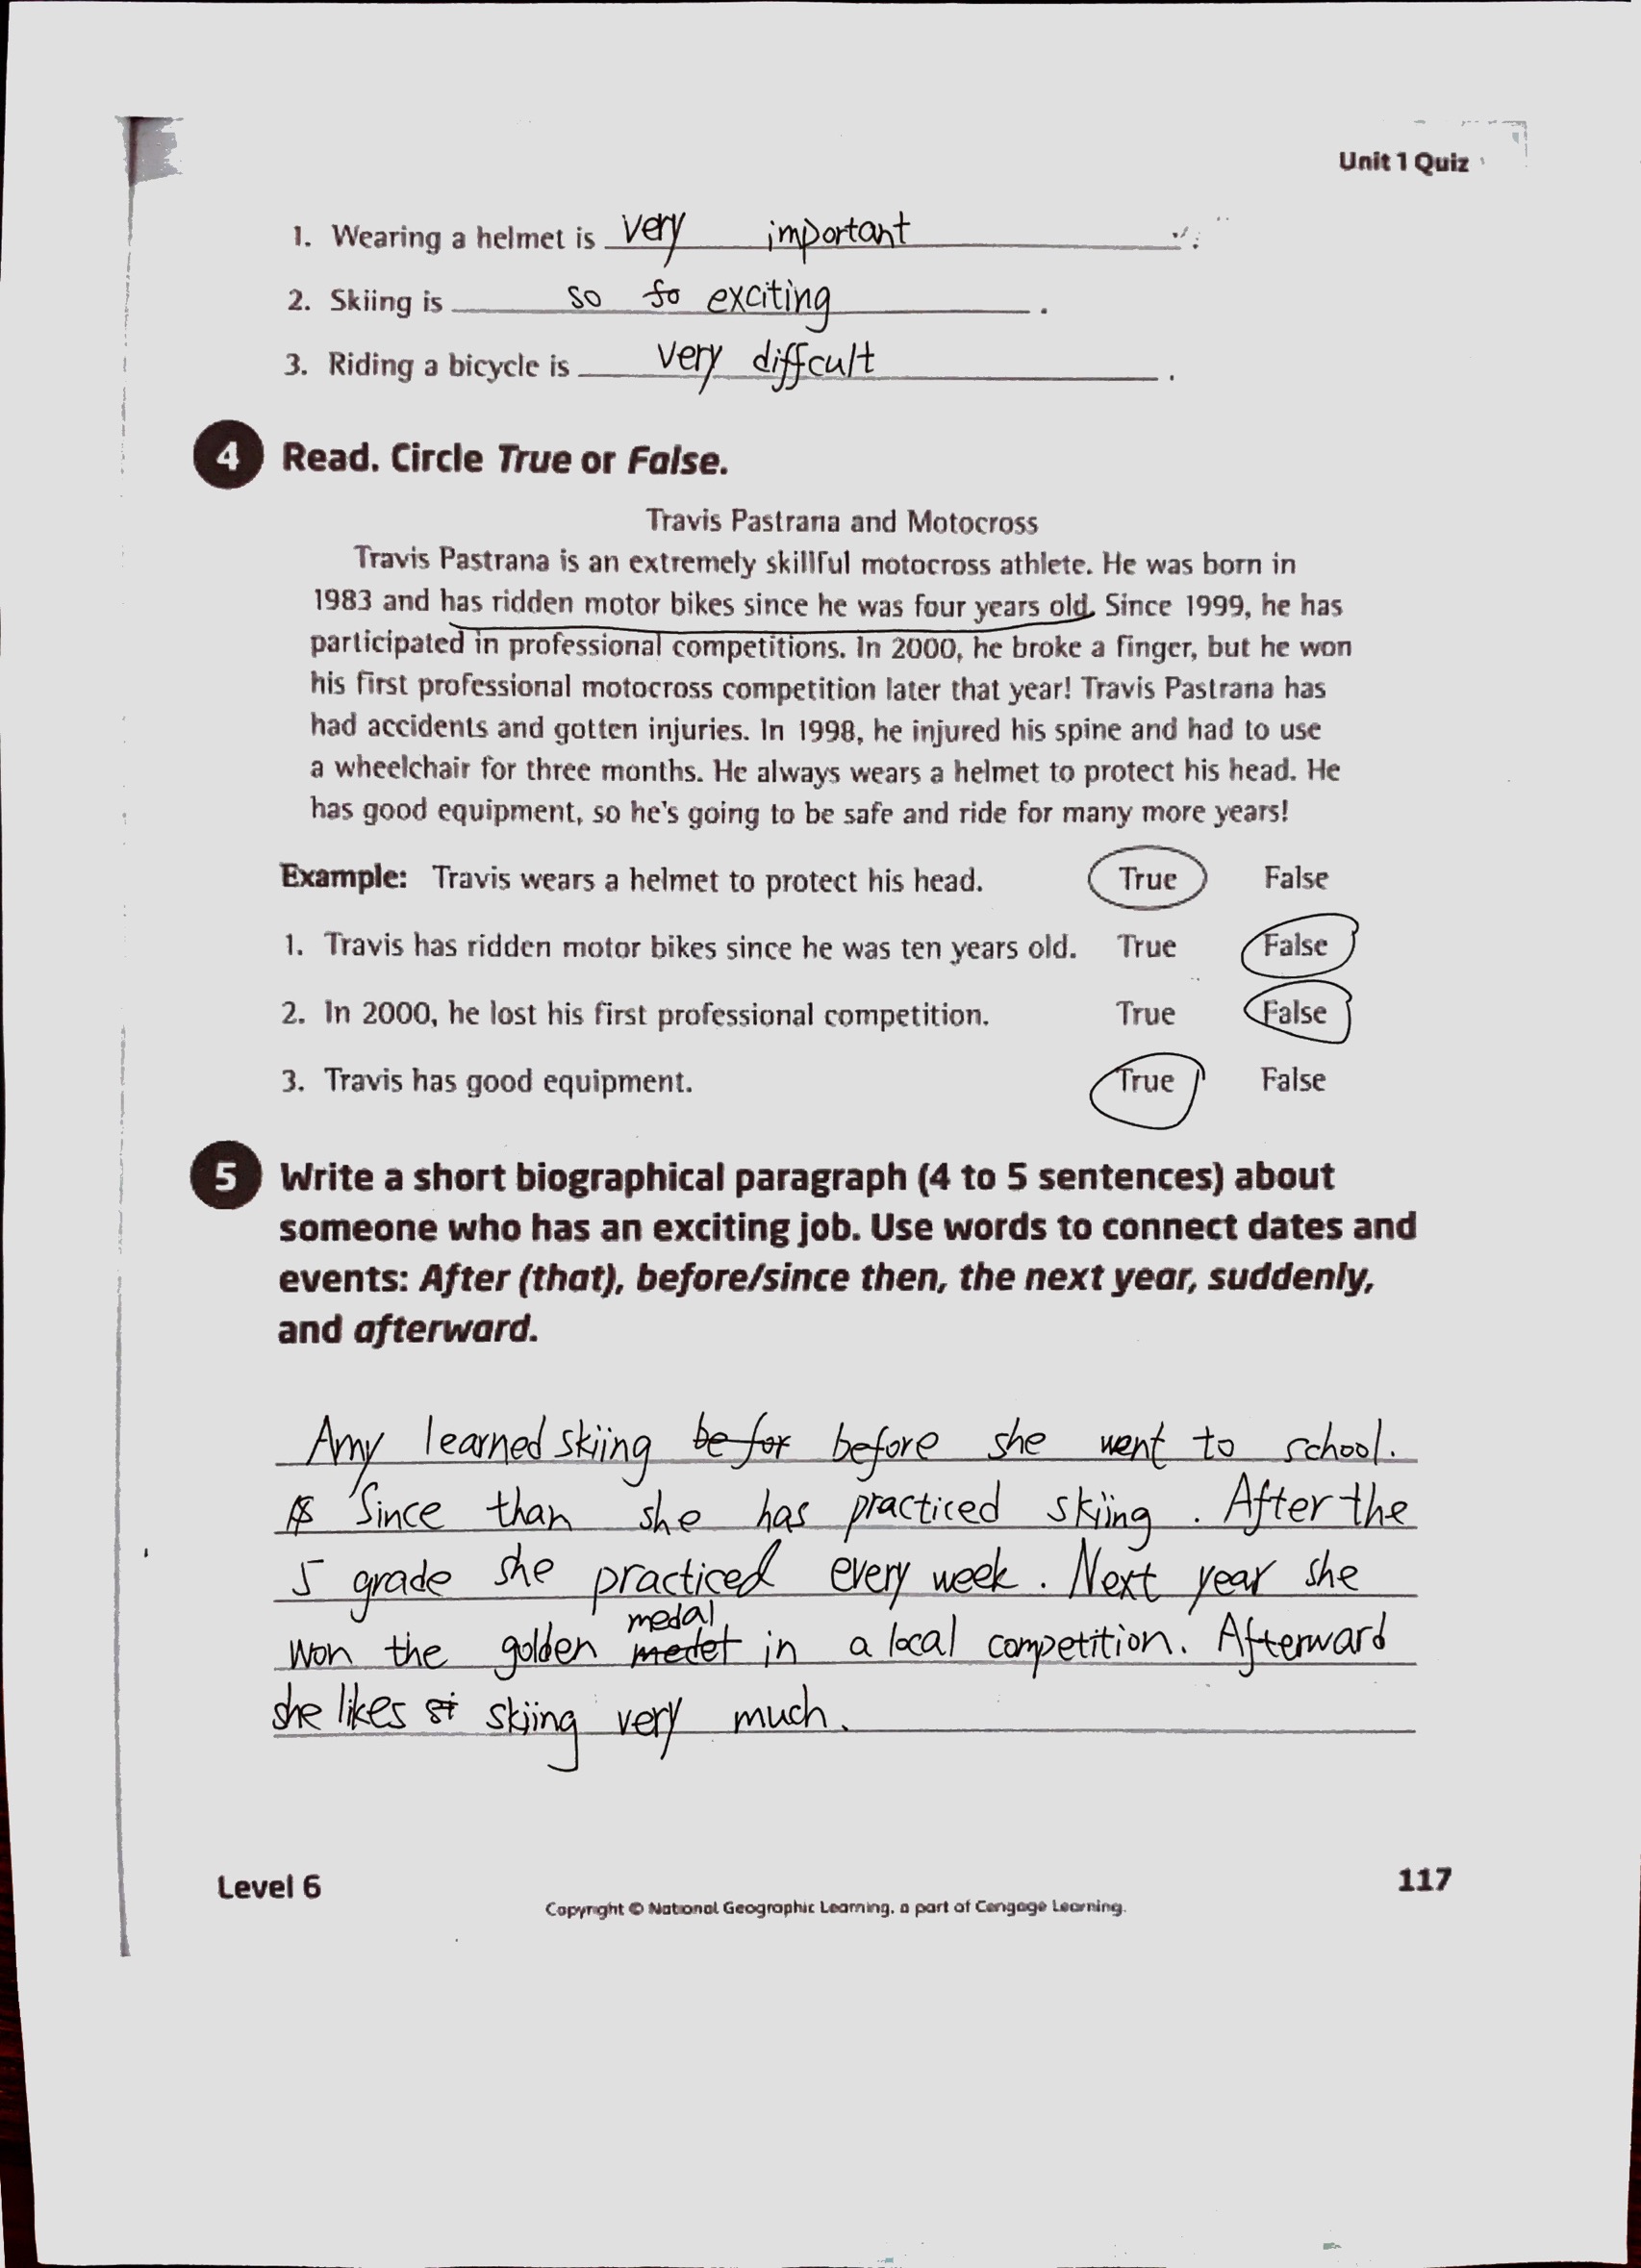 Unit 1 Quiz
1. Wearing a helmet is very important.
2. Skiing is so so exciting.
3. Riding a bicycle is very diffcult.
4 Read. Circle True or False.
Travis Pastrana and Motocross
Travis Pastrana is an extremely skillful motocross athlete. He was born in
1983 and has ridden motor bikes since he was four years old. Since 1999, he has
participated in professional competitions. In 2000, he broke a finger, but he won
his first professional motocross competition later that year! Travis Pastrana has
had accidents and gotten injuries. In 1998, he injured his spine and had to use
a wheelchair for three months. He always wears a helmet to protect his head. He
has good equipment, so he's going to be safe and ride for many more years!
Example: Travis wears a helmet to protect his head. True False
1. Travis has ridden motor bikes since he was ten years old. True False
2. In 2000, he lost his first professional competition. True False
3. Travis has good equipment. True False
5 Write a short biographical paragraph (4 to 5 sentences) about
someone who has an exciting job. Use words to connect dates and
events: After (that), before/since then, the next year, suddenly,
and afterward.
Amy learned skiing befor before she went to school.
Since than she has practiced skiing. After the
5 grade she practiced every week. Next year she
medal
won the golden medet in a local competition. Afterward
she likes skiing very much.
Level 6
117
Copyright © National Geographic Learning, a part of Cengage Learning.